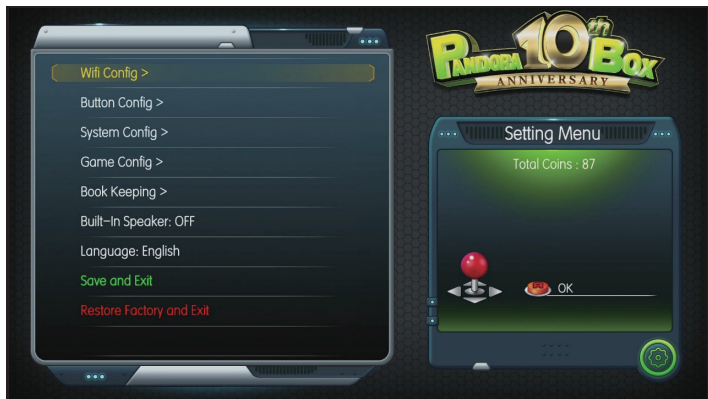 Wifi Config >
Button Config >
System Config >
Game Config >
Book Keeping >
Built-In Speaker: OFF
Language: English
Save and Exit
Restore Factory and Exit
PANDORA 10th BOX
ANNIVERSARY
Setting Menu
Total Coins : 87
OK